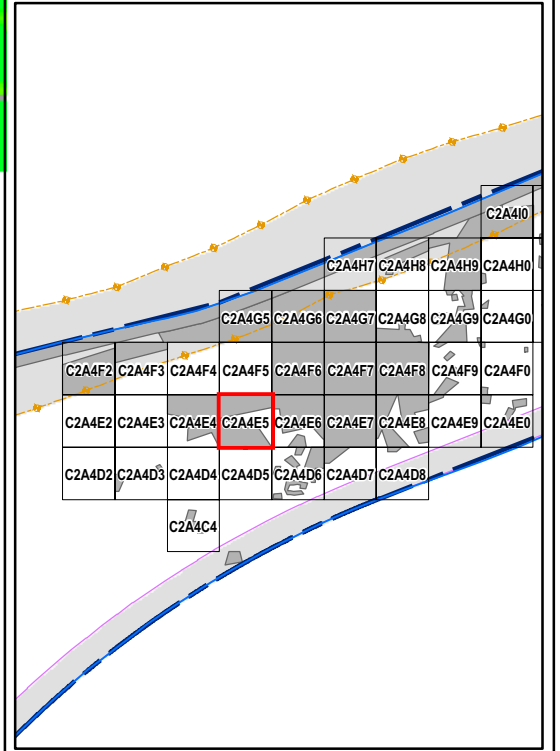 C2A4I0
C2A4H7 C2A4H8 C2A4H9 C2A4H0
C2A4G5 C2A4G6 C2A4G7 C2A4G8 C2A4G9 C2A4G0
C2A4F2 C2A4F3 C2A4F4 C2A4F5 C2A4F6 C2A4F7 C2A4F8 C2A4F9 C2A4F0
C2A4E2 C2A4E3 C2A4E4 C2A4E5 C2A4E6 C2A4E7 C2A4E8 C2A4E9 C2A4E0
C2A4D2 C2A4D3 C2A4D4 C2A4D5 C2A4D6 C2A4D7 C2A4D8
C2A4C4